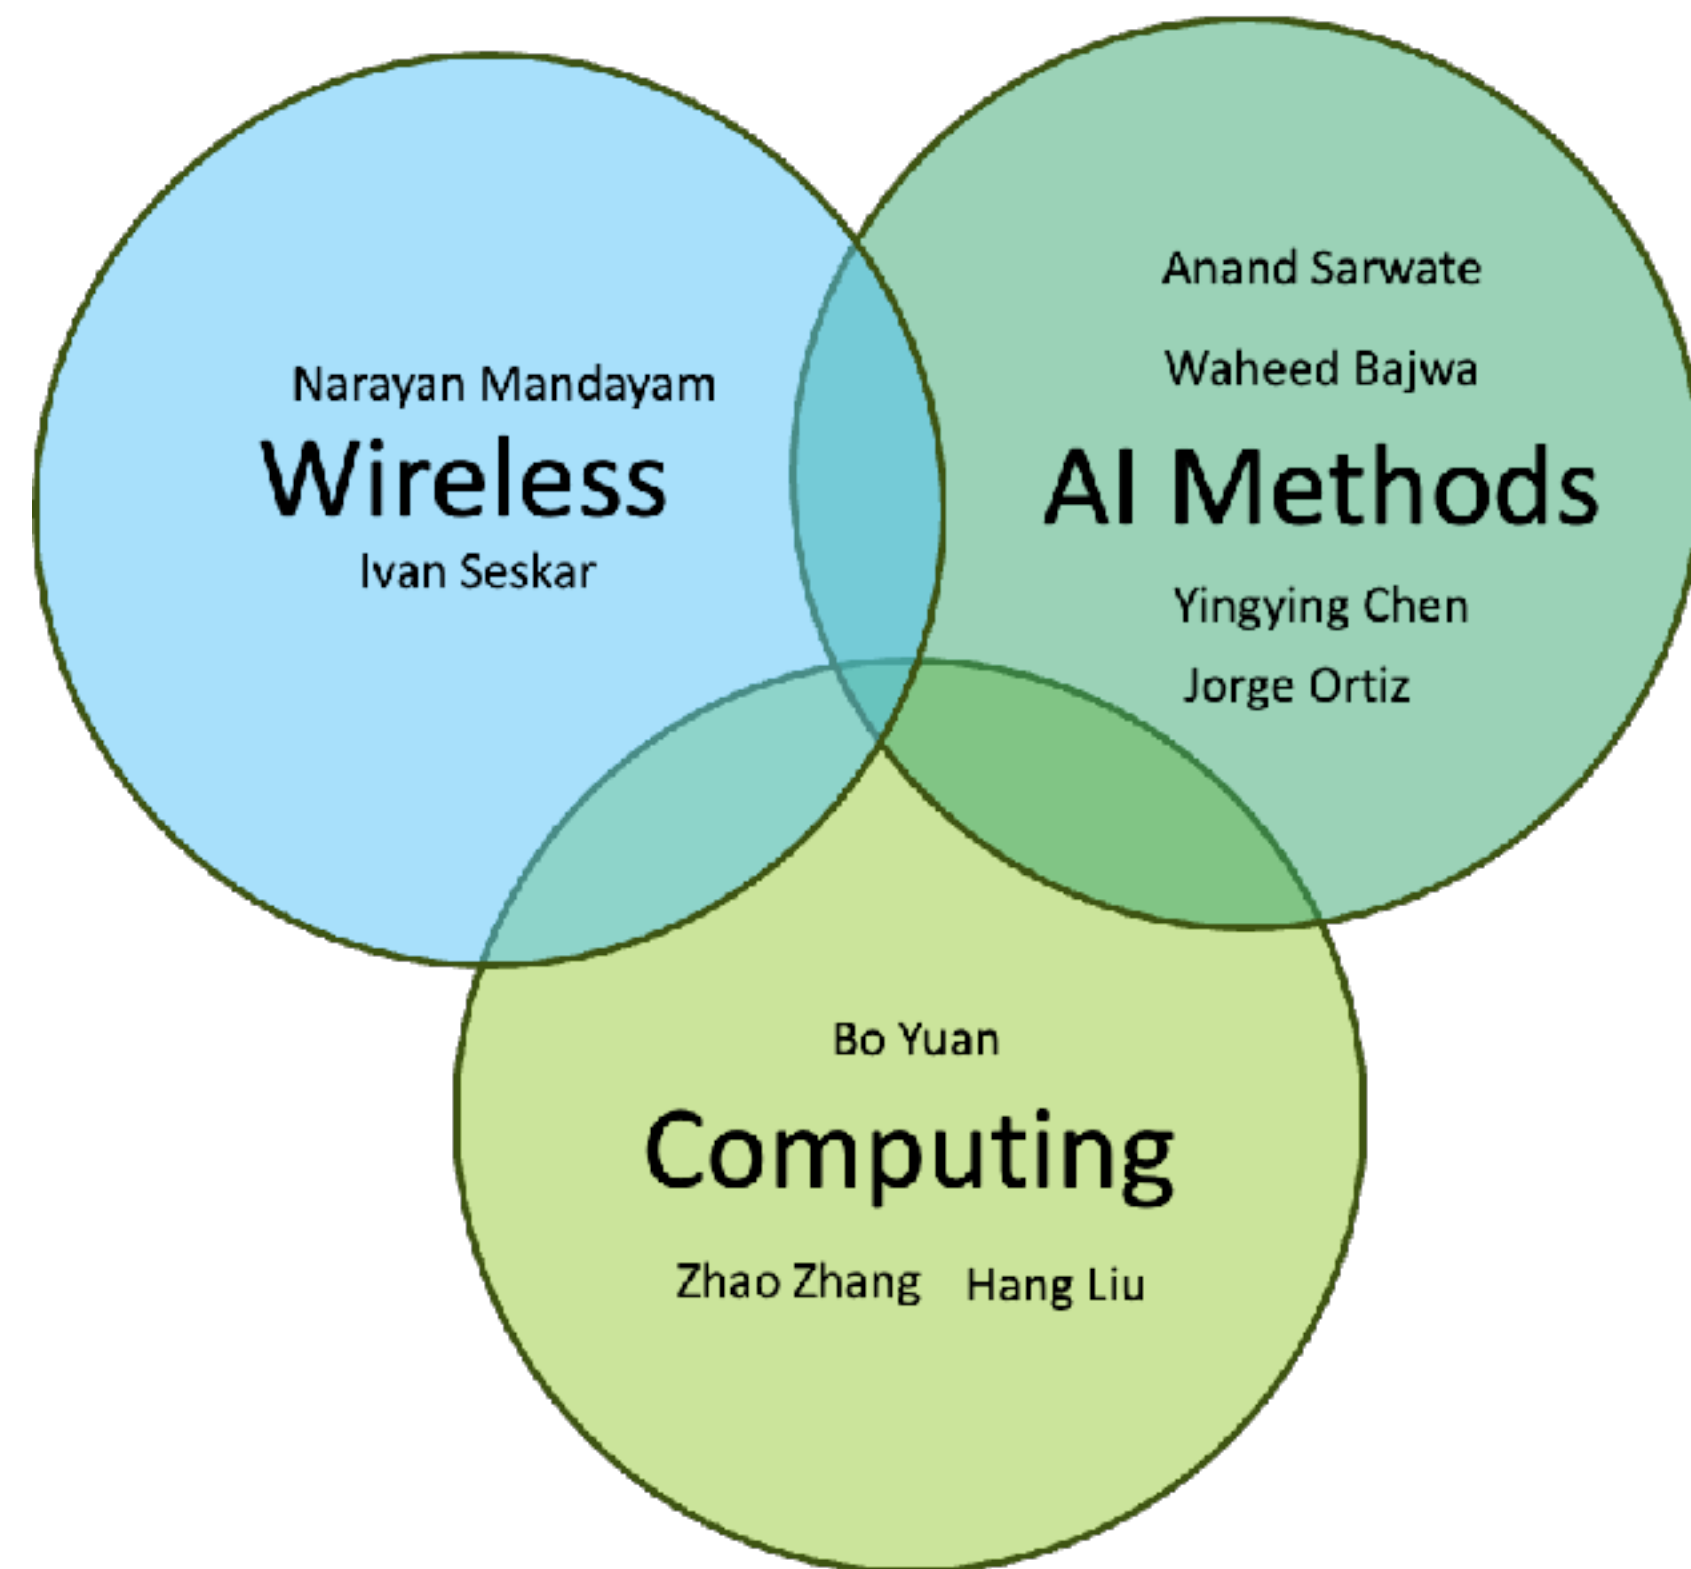 Narayan Mandayam
Wireless
Ivan Seskar
Anand Sarwate
Waheed Bajwa
AI Methods
Yingying Chen
Jorge Ortiz
Bo Yuan
Computing
Zhao Zhang Hang Liu